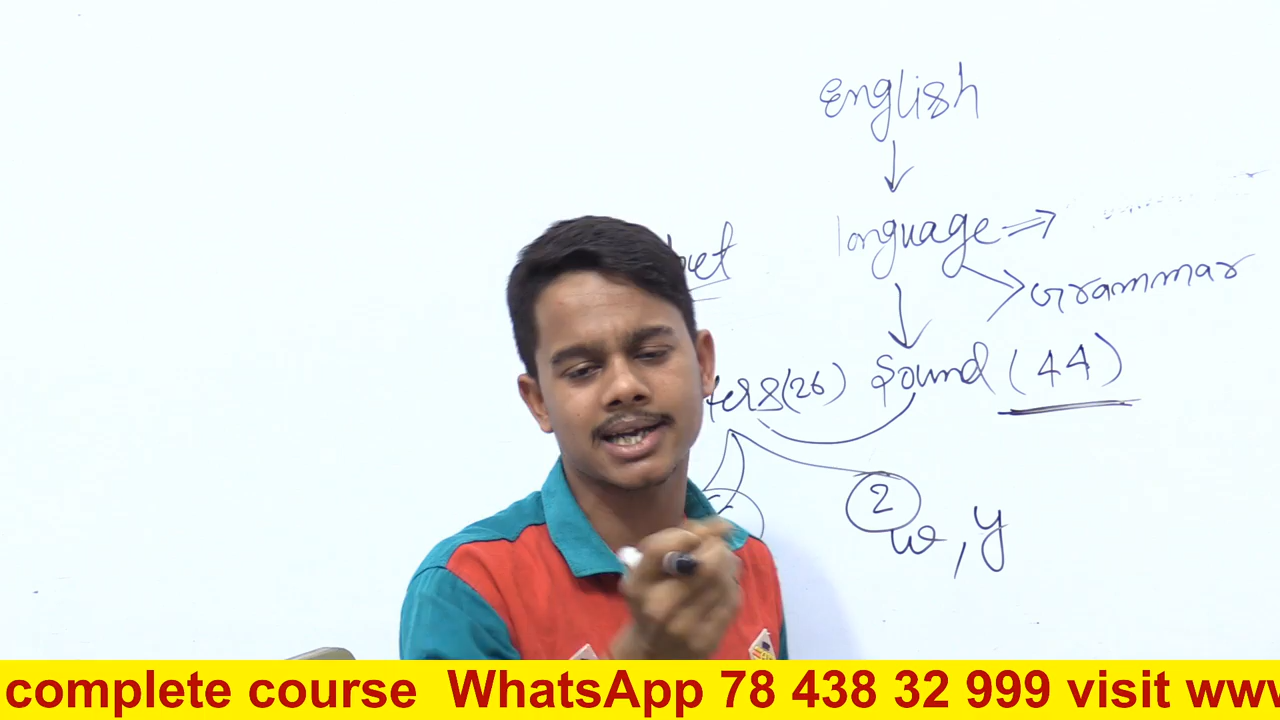 English
language
Grammar
(26) Sound (44)
2
w, y
complete course WhatsApp 78 438 32 999 visit www